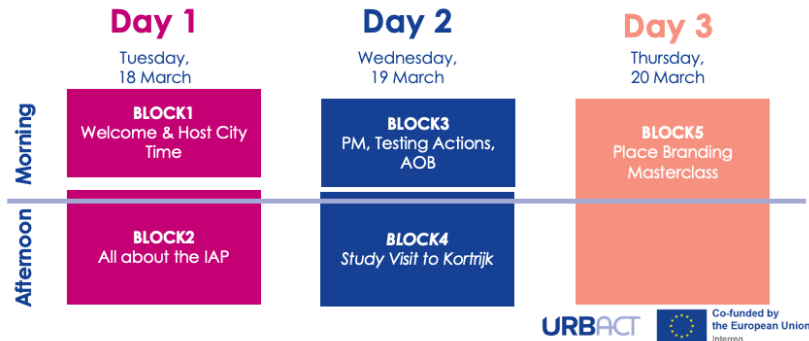 Day 1
Day 2
Day 3
Tuesday,
18 March
Wednesday,
19 March
Thursday,
20 March
Morning
BLOCK1
Welcome & Host City
Time
BLOCK3
PM, Testing Actions,
AOB
BLOCK5
Place Branding
Masterclass
Afternoon
BLOCK2
All about the IAP
BLOCK4
Study Visit to Kortrijk
URBACT
Co-funded by
the European Union
Interreg